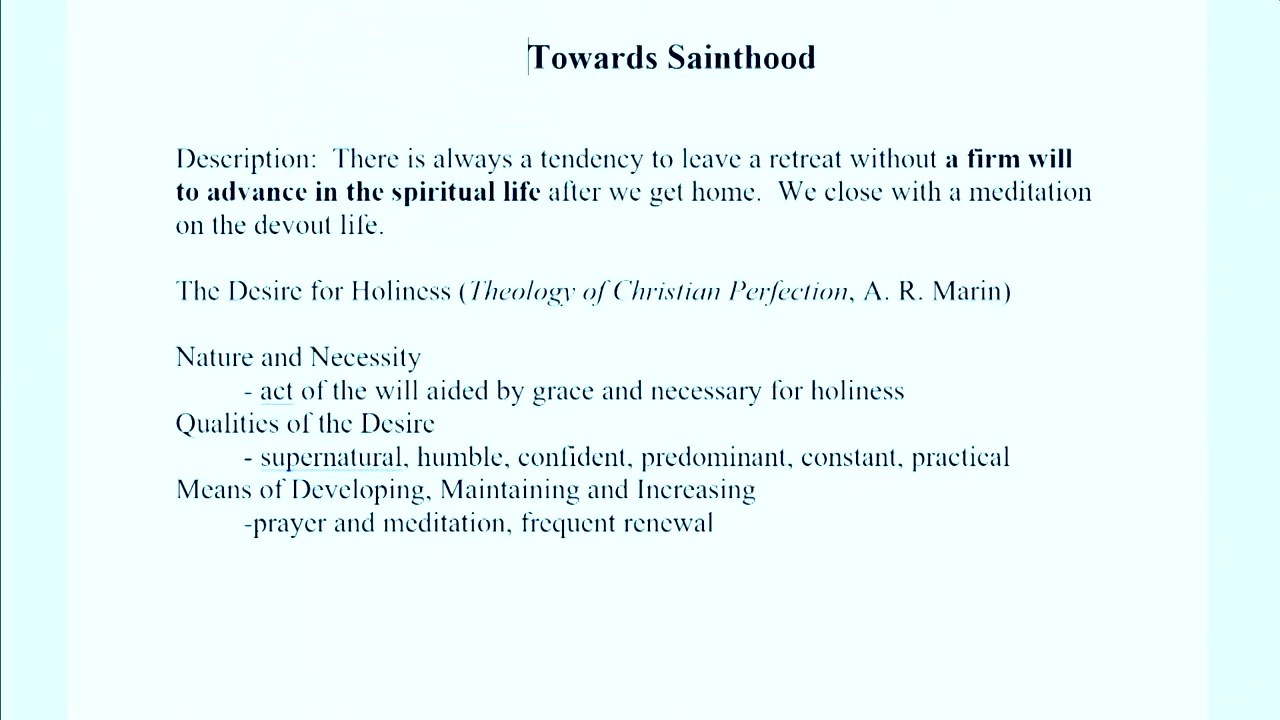 Towards Sainthood
Description: There is always a tendency to leave a retreat without a firm will
to advance in the spiritual life after we get home. We close with a meditation
on the devout life.
The Desire for Holiness (Theology of Christian Perfection, A. R. Marin)
Nature and Necessity
- act of the will aided by grace and necessary for holiness
Qualities of the Desire
- supernatural, humble, confident, predominant, constant, practical
Means of Developing, Maintaining and Increasing
-prayer and meditation, frequent renewal